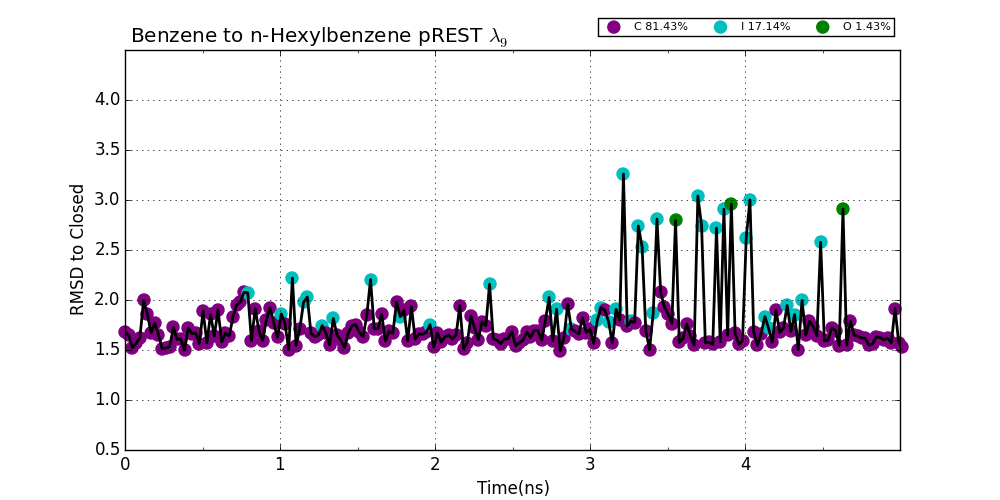 C 81.43% I 17.14% O 1.43%
Benzene to n-Hexylbenzene pREST λ₉
4.0
3.5
3.0
2.5
2.0
1.5
1.0
0.5
RMSD to Closed
0 1 2 3 4
Time(ns)